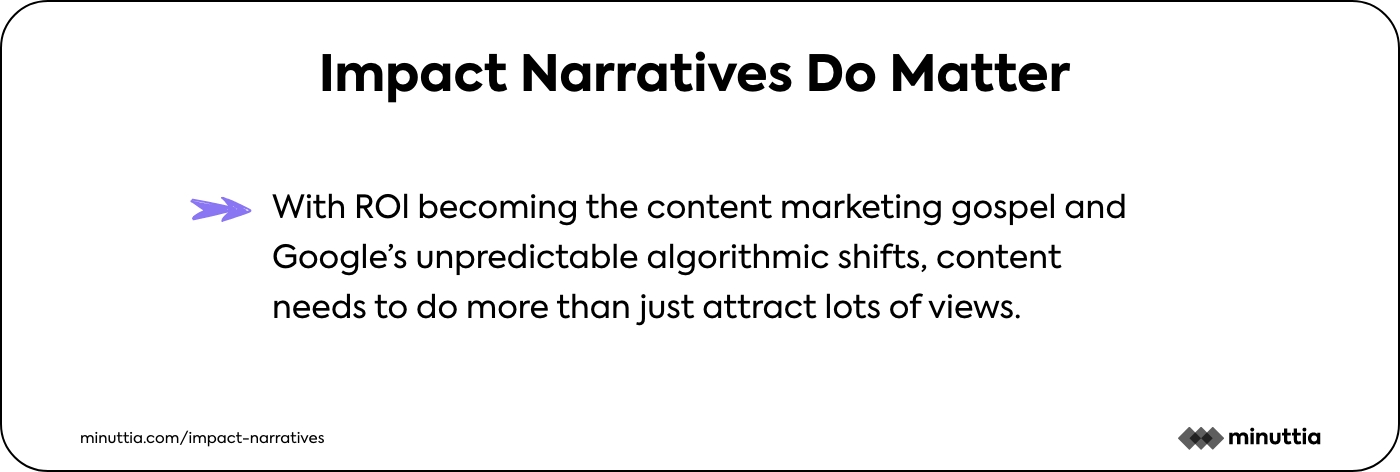 Impact Narratives Do Matter
With ROI becoming the content marketing gospel and
Google’s unpredictable algorithmic shifts, content
needs to do more than just attract lots of views.
minuttia.com/impact-narratives
minuttia